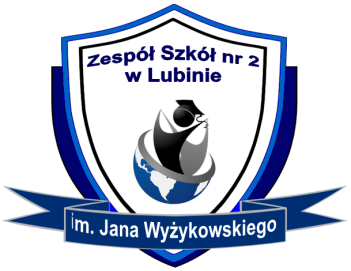 Zespół Szkół nr 2
w Lubinie
im. Jana Wyżykowskiego